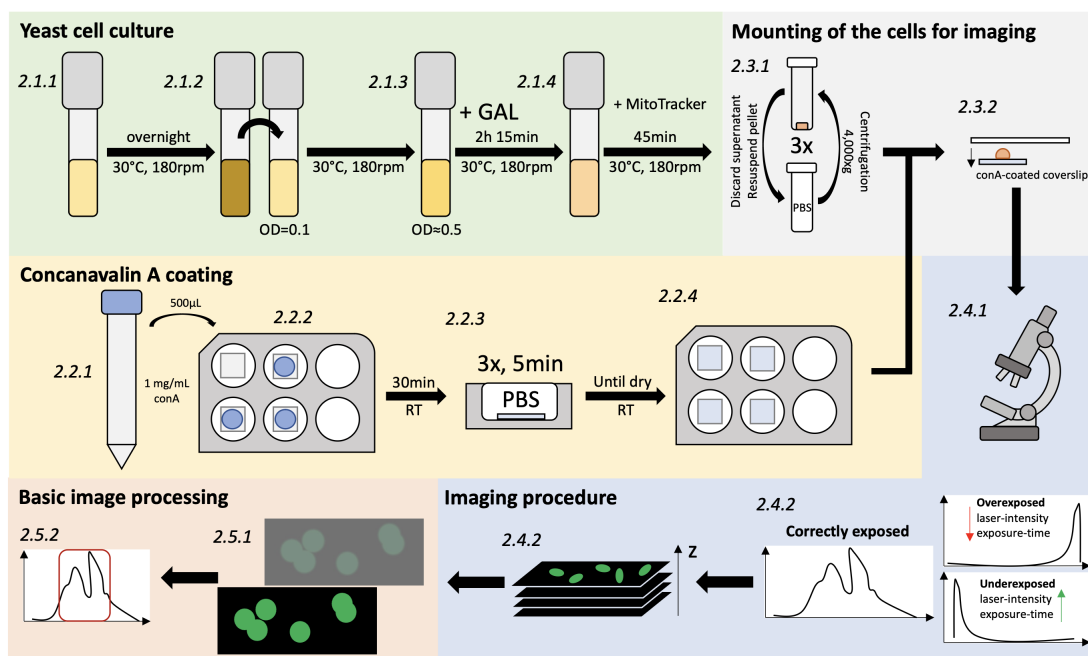 Yeast cell culture
2.1.1
2.1.2
2.1.3
2.1.4
overnight
30°C, 180rpm
OD=0.1
30°C, 180rpm
OD≈0.5
+ GAL
2h 15min
30°C, 180rpm
+ MitoTracker
45min
30°C, 180rpm
Mounting of the cells for imaging
2.3.1
Discard supernatant
Resuspend pellet
3x
PBS
Centrifugation
4,000xg
2.3.2
conA-coated coverslip
Concanavalin A coating
2.2.1
500µL
1 mg/mL
conA
2.2.2
30min
RT
2.2.3
3x, 5min
PBS
Until dry
RT
2.2.4
2.4.1
Imaging procedure
2.4.2
Overexposed
laser-intensity
exposure-time
Underexposed
laser-intensity
exposure-time
Correctly exposed
2.4.2
Z
Basic image processing
2.5.1
2.5.2